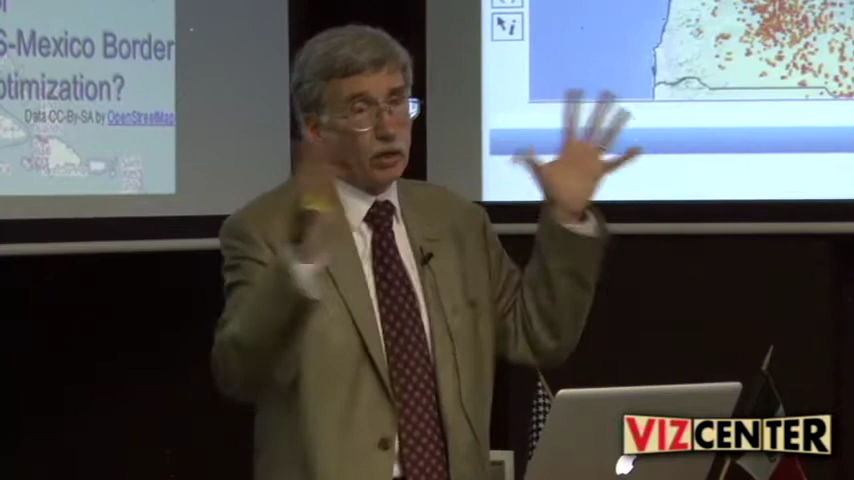 S-Mexico Border
otimization?
Data CC-By-SA by OpenStreetMap
i
VIZCENTER